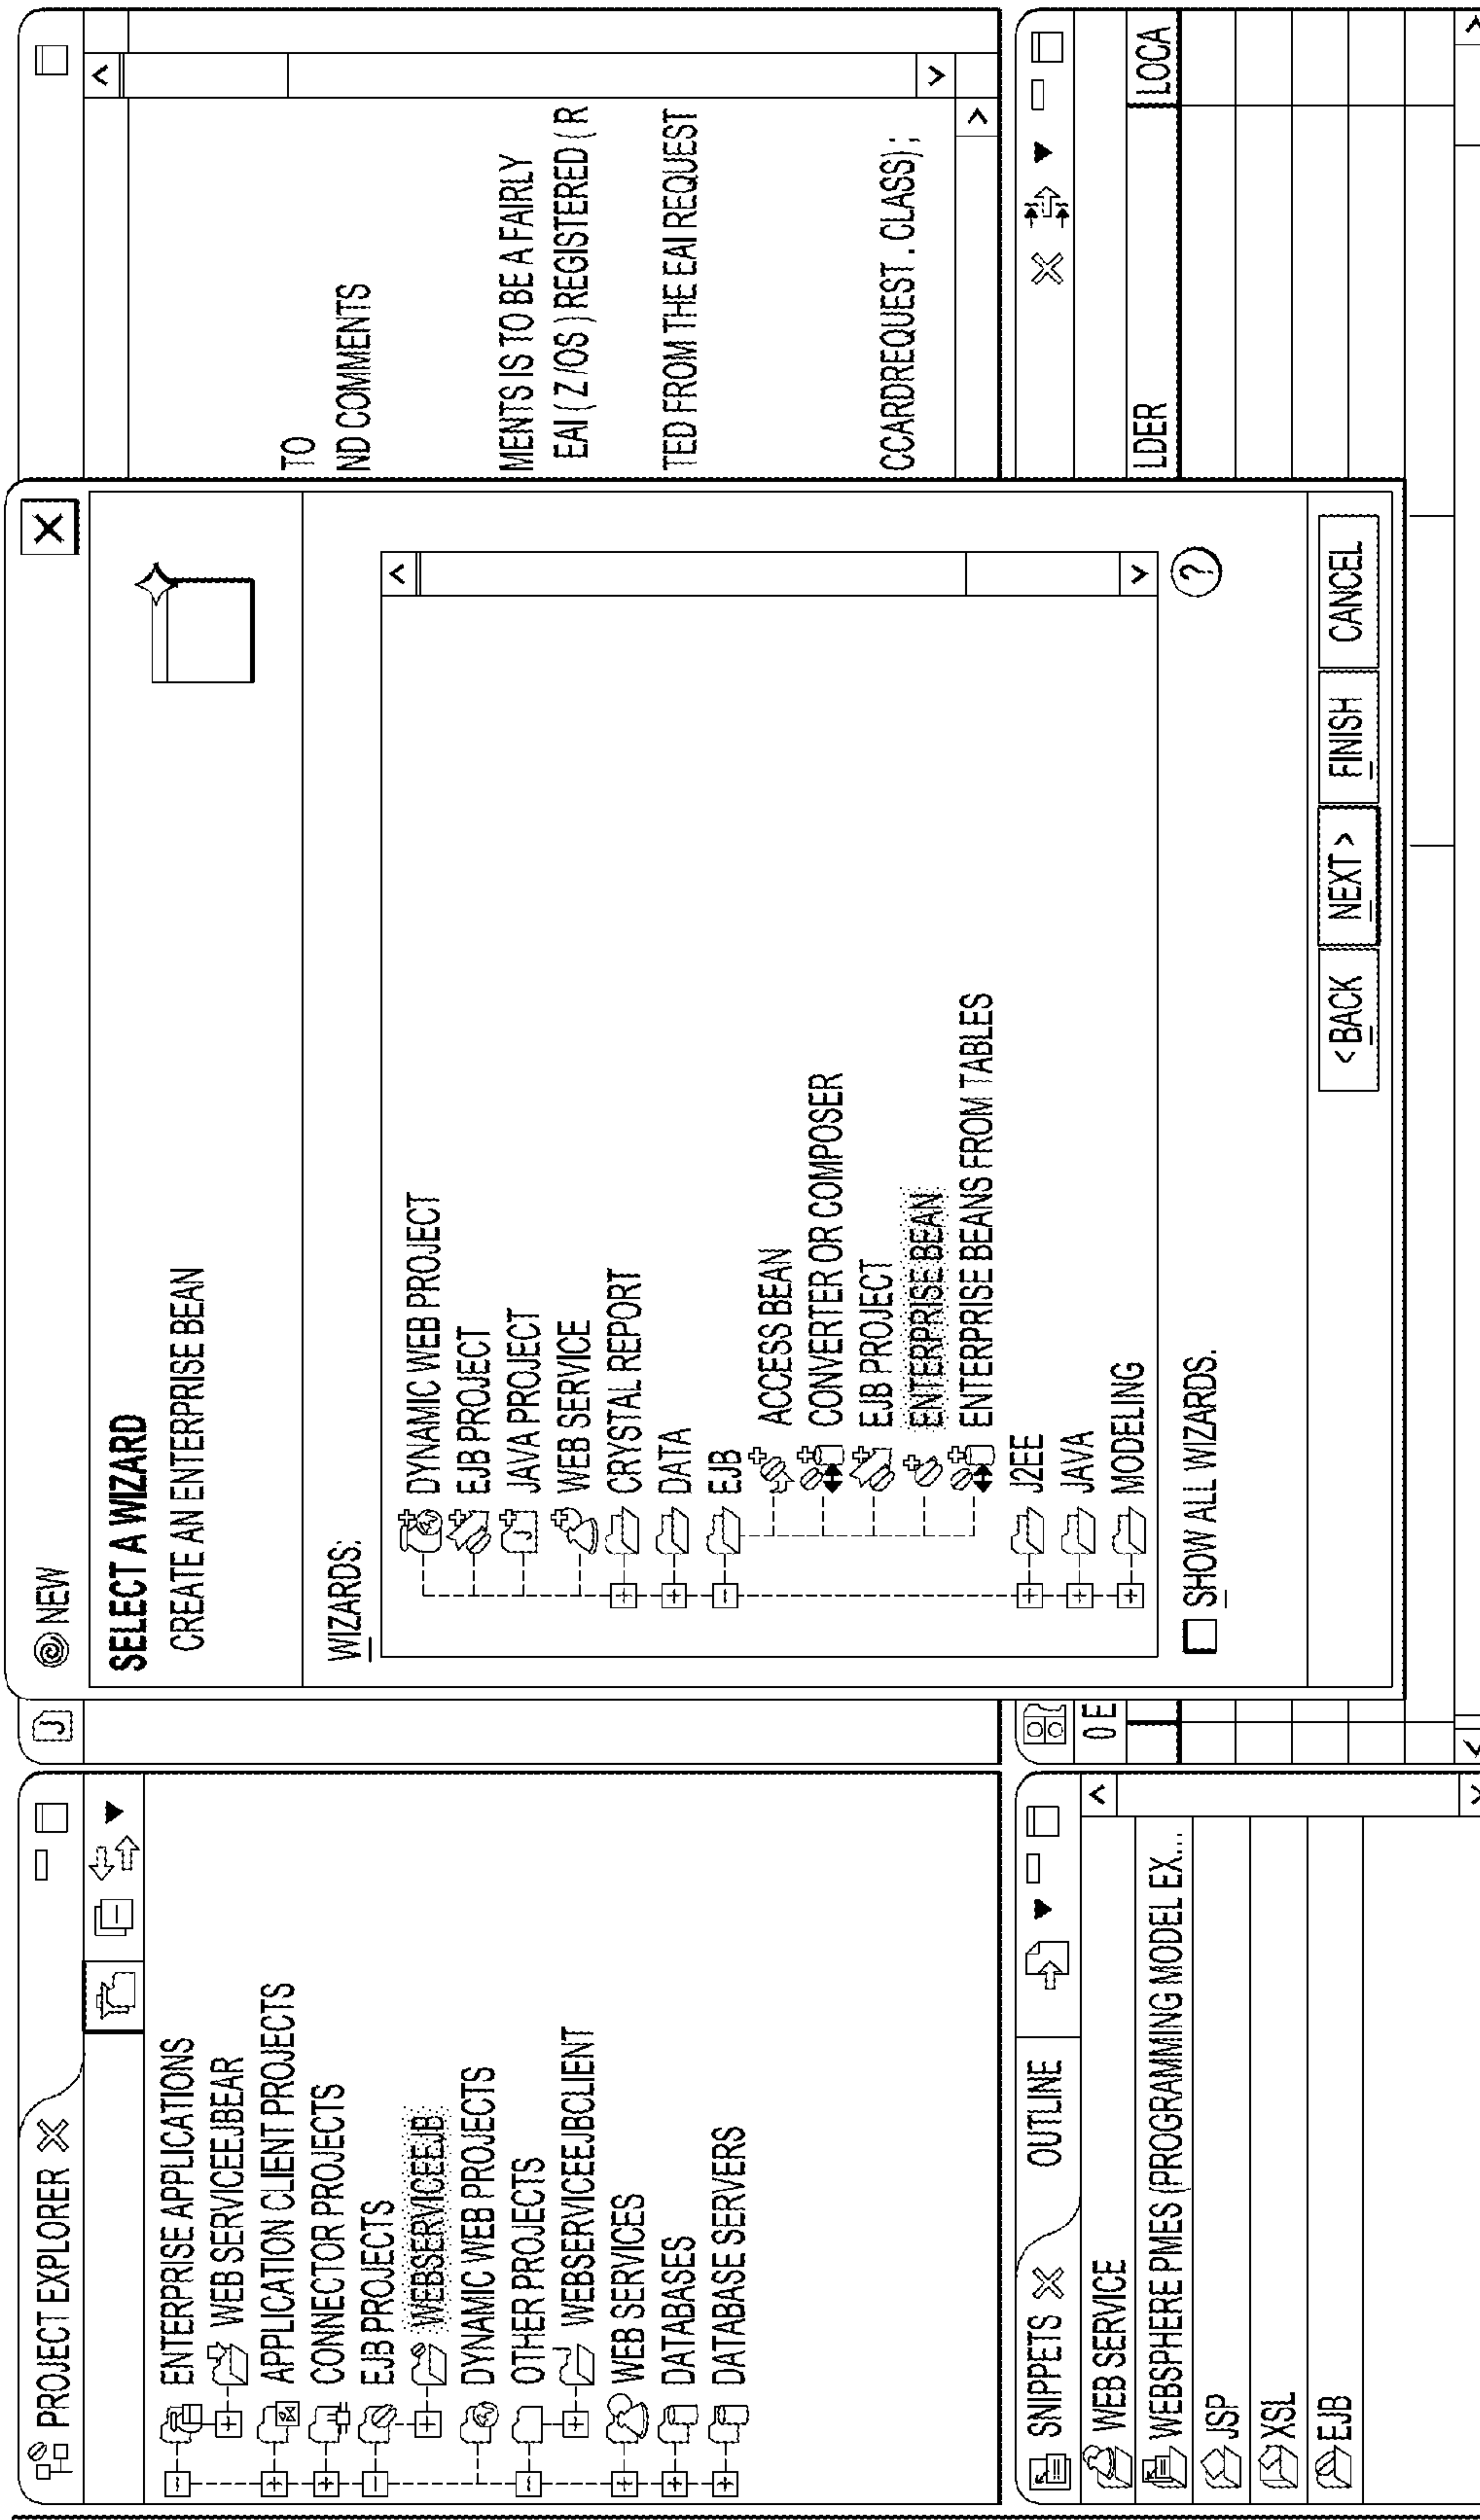 PROJECT EXPLORER
ENTERPRISE APPLICATIONS
WEB SERVICEEJBEAR
APPLICATION CLIENT PROJECTS
CONNECTOR PROJECTS
EJB PROJECTS
WEBSERVICEEJB
DYNAMIC WEB PROJECTS
OTHER PROJECTS
WEBSERVICEEJBCLIENT
WEB SERVICES
DATABASES
DATABASE SERVERS
SNIPPETS OUTLINE
WEB SERVICE
WEBSPHERE PMES (PROGRAMMING MODEL EX...
JSP
XSL
EJB
J
NEW
SELECT A WIZARD
CREATE AN ENTERPRISE BEAN
WIZARDS:
DYNAMIC WEB PROJECT
EJB PROJECT
JAVA PROJECT
WEB SERVICE
CRYSTAL REPORT
DATA
EJB
ACCESS BEAN
CONVERTER OR COMPOSER
EJB PROJECT
ENTERPRISE BEAN
ENTERPRISE BEANS FROM TABLES
J2EE
JAVA
MODELING
SHOW ALL WIZARDS.
?
< BACK NEXT > FINISH CANCEL
TO
ND COMMENTS
MENTS IS TO BE A FAIRLY
EAI ( Z /OS ) REGISTERED ( R
TED FROM THE EAI REQUEST
CCARDREQUEST . CLASS) ;
0 E
LDER LOCA